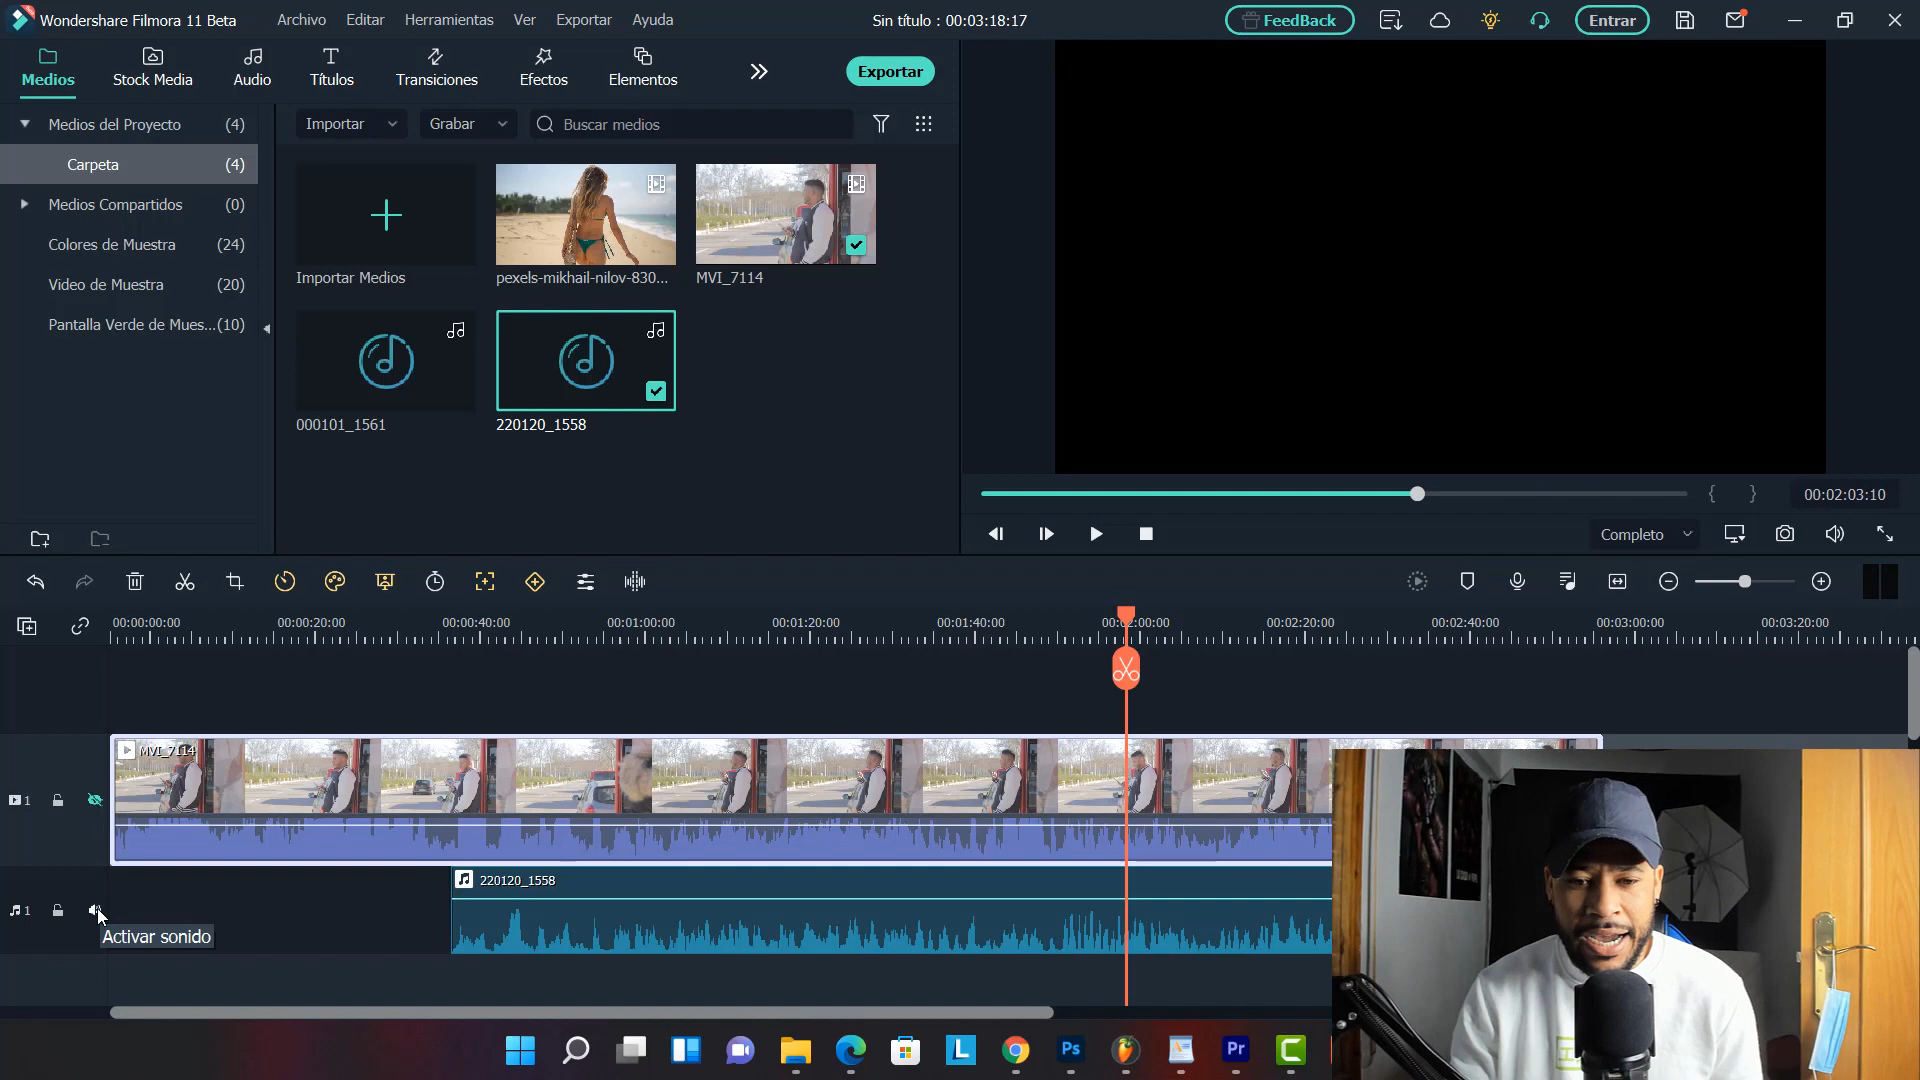 Wondershare Filmora 11 Beta
Archivo
Editar
Herramientas
Ver
Exportar
Ayuda
Sin título : 00:03:18:17
FeedBack
Entrar
Medios
Stock Media
Audio
Títulos
Transiciones
Efectos
Elementos
Exportar
Medios del Proyecto (4)
Carpeta (4)
Medios Compartidos (0)
Colores de Muestra (24)
Video de Muestra (20)
Pantalla Verde de Mues...(10)
Importar
Grabar
Buscar medios
Importar Medios
pexels-mikhail-nilov-830...
MVI_7114
000101_1561
220120_1558
00:02:03:10
Completo
00:00:00:00
00:00:20:00
00:00:40:00
00:01:00:00
00:01:20:00
00:01:40:00
00:02:00:00
00:02:20:00
00:02:40:00
00:03:00:00
00:03:20:00
MVI_7114
1
220120_1558
1
Activar sonido
L
Ps
Pr
C